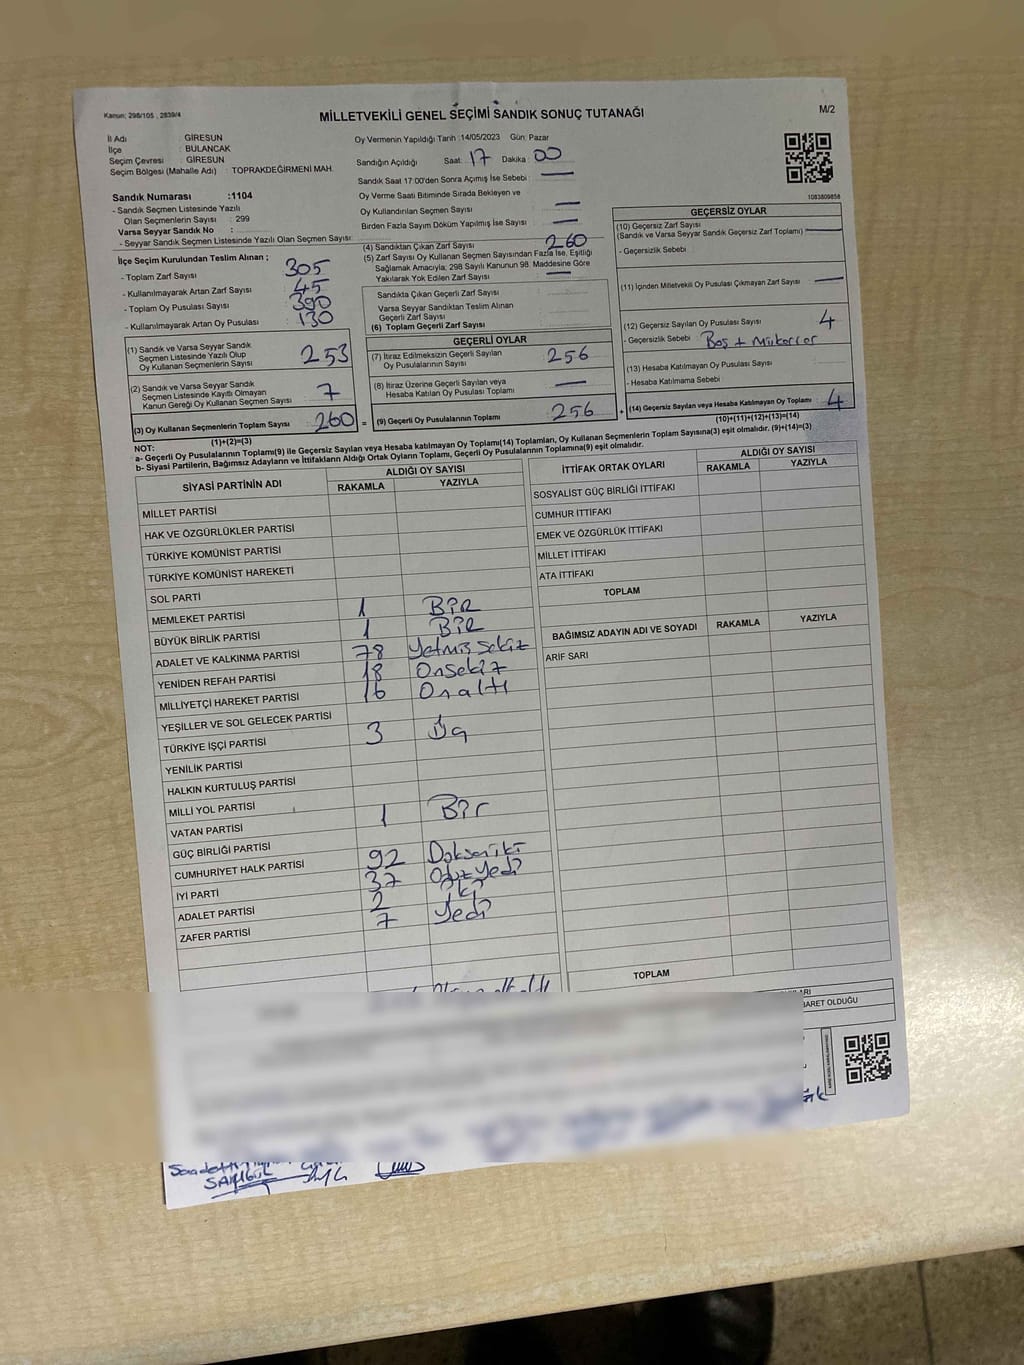 Kanun; 298/105 , 2839/4
MİLLETVEKİLİ GENEL SEÇİMİ SANDIK SONUÇ TUTANAĞI
M/2
İl Adı : GİRESUN
İlçe : BULANCAK
Seçim Çevresi : GİRESUN
Seçim Bölgesi (Mahalle Adı) : TOPRAKDEĞİRMENİ MAH.
Sandık Numarası :1104
- Sandık Seçmen Listesinde Yazılı
Olan Seçmenlerin Sayısı : 299
Varsa Seyyar Sandık No :
- Seyyar Sandık Seçmen Listesinde Yazılı Olan Seçmen Sayısı :
İlçe Seçim Kurulundan Teslim Alınan ;
- Toplam Zarf Sayısı : 305
- Kullanılmayarak Artan Zarf Sayısı : 45
- Toplam Oy Pusulası Sayısı : 390
- Kullanılmayarak Artan Oy Pusulası : 130
Oy Vermenin Yapıldığı Tarih :14/05/2023 Gün: Pazar
Sandığın Açıldığı Saat: 17 Dakika : 00
Sandık Saat 17:00'den Sonra Açımış İse Sebebi : —
Oy Verme Saati Bitiminde Sırada Bekleyen ve
Oy Kullandırılan Seçmen Sayısı : —
Birden Fazla Sayım Döküm Yapılmış İse Sayısı : —
(4) Sandıktan Çıkan Zarf Sayısı : 260
(5) Zarf Sayısı Oy Kullanan Seçmen Sayısından Fazla İse, Eşitliği
Sağlamak Amacıyla; 298 Sayılı Kanunun 98. Maddesine Göre
Yakılarak Yok Edilen Zarf Sayısı : —
Sandıkta Çıkan Geçerli Zarf Sayısı :
Varsa Seyyar Sandıktan Teslim Alınan
Geçerli Zarf Sayısı :
(6) Toplam Geçerli Zarf Sayısı :
1083809858
GEÇERSİZ OYLAR
(10) Geçersiz Zarf Sayısı
(Sandık ve Varsa Seyyar Sandık Geçersiz Zarf Toplamı) : —
- Geçersizlik Sebebi :
(11) İçinden Milletvekili Oy Pusulası Çıkmayan Zarf Sayısı : —
(12) Geçersiz Sayılan Oy Pusulası Sayısı : 4
- Geçersizlik Sebebi : Boş +
(13) Hesaba Katılmayan Oy Pusulası Sayısı :
- Hesaba Katılmama Sebebi :
(14) Geçersiz Sayılan veya Hesaba Katılmayan Oy Toplamı : 4
(10)+(11)+(12)+(13)=(14)
(1) Sandık ve Varsa Seyyar Sandık
Seçmen Listesinde Yazılı Olup
Oy Kullanan Seçmenlerin Sayısı : 253
(2) Sandık ve Varsa Seyyar Sandık
Seçmen Listesinde Kayıtlı Olmayan
Kanun Gereği Oy Kullanan Seçmen Sayısı : 7
(3) Oy Kullanan Seçmenlerin Toplam Sayısı : 260 =
(1)+(2)=(3)
GEÇERLİ OYLAR
(7) İtiraz Edilmeksizin Geçerli Sayılan
Oy Pusulalarının Sayısı : 256
(8) İtiraz Üzerine Geçerli Sayılan veya
Hesaba Katılan Oy Pusulası Toplamı : —
(9) Geçerli Oy Pusulalarının Toplamı : 256 +
NOT:
a- Geçerli Oy Pusulalarının Toplamı(9) ile Geçersiz Sayılan veya Hesaba katılmayan Oy Toplamı(14) Toplamları, Oy Kullanan Seçmenlerin Toplam Sayısına(3) eşit olmalıdır. (9)+(14)=(3)
b- Siyasi Partilerin, Bağımsız Adayların ve İttifakların Aldığı Ortak Oyların Toplamı, Geçerli Oy Pusulalarının Toplamına(9) eşit olmalıdır.
SİYASİ PARTİNİN ADI ALDIĞI OY SAYISI
RAKAMLA YAZIYLA
MİLLET PARTİSİ
HAK VE ÖZGÜRLÜKLER PARTİSİ
TÜRKİYE KOMÜNİST PARTİSİ
TÜRKİYE KOMÜNİST HAREKETİ
SOL PARTİ
MEMLEKET PARTİSİ 1 BİR
BÜYÜK BİRLİK PARTİSİ 1 BİR
ADALET VE KALKINMA PARTİSİ 78 Yetmiş sekiz
YENİDEN REFAH PARTİSİ 18 Onsekiz
MİLLİYETÇİ HAREKET PARTİSİ 16 Onaltı
YEŞİLLER VE SOL GELECEK PARTİSİ
TÜRKİYE İŞÇİ PARTİSİ 3 Üç
YENİLİK PARTİSİ
HALKIN KURTULUŞ PARTİSİ
MİLLİ YOL PARTİSİ
VATAN PARTİSİ 1 Bir
GÜÇ BİRLİĞİ PARTİSİ
CUMHURİYET HALK PARTİSİ 92 Doksan iki
İYİ PARTİ 37 Otuz yedi
ADALET PARTİSİ 2 İki
ZAFER PARTİSİ 7 Yedi
İTTİFAK ORTAK OYLARI ALDIĞI OY SAYISI
RAKAMLA YAZIYLA
SOSYALİST GÜÇ BİRLİĞİ İTTİFAKI
CUMHUR İTTİFAKI
EMEK VE ÖZGÜRLÜK İTTİFAKI
MİLLET İTTİFAKI
ATA İTTİFAKI
TOPLAM
BAĞIMSIZ ADAYIN ADI VE SOYADI RAKAMLA YAZIYLA
ARİF SARI
TOPLAM
BARET OLDUĞU